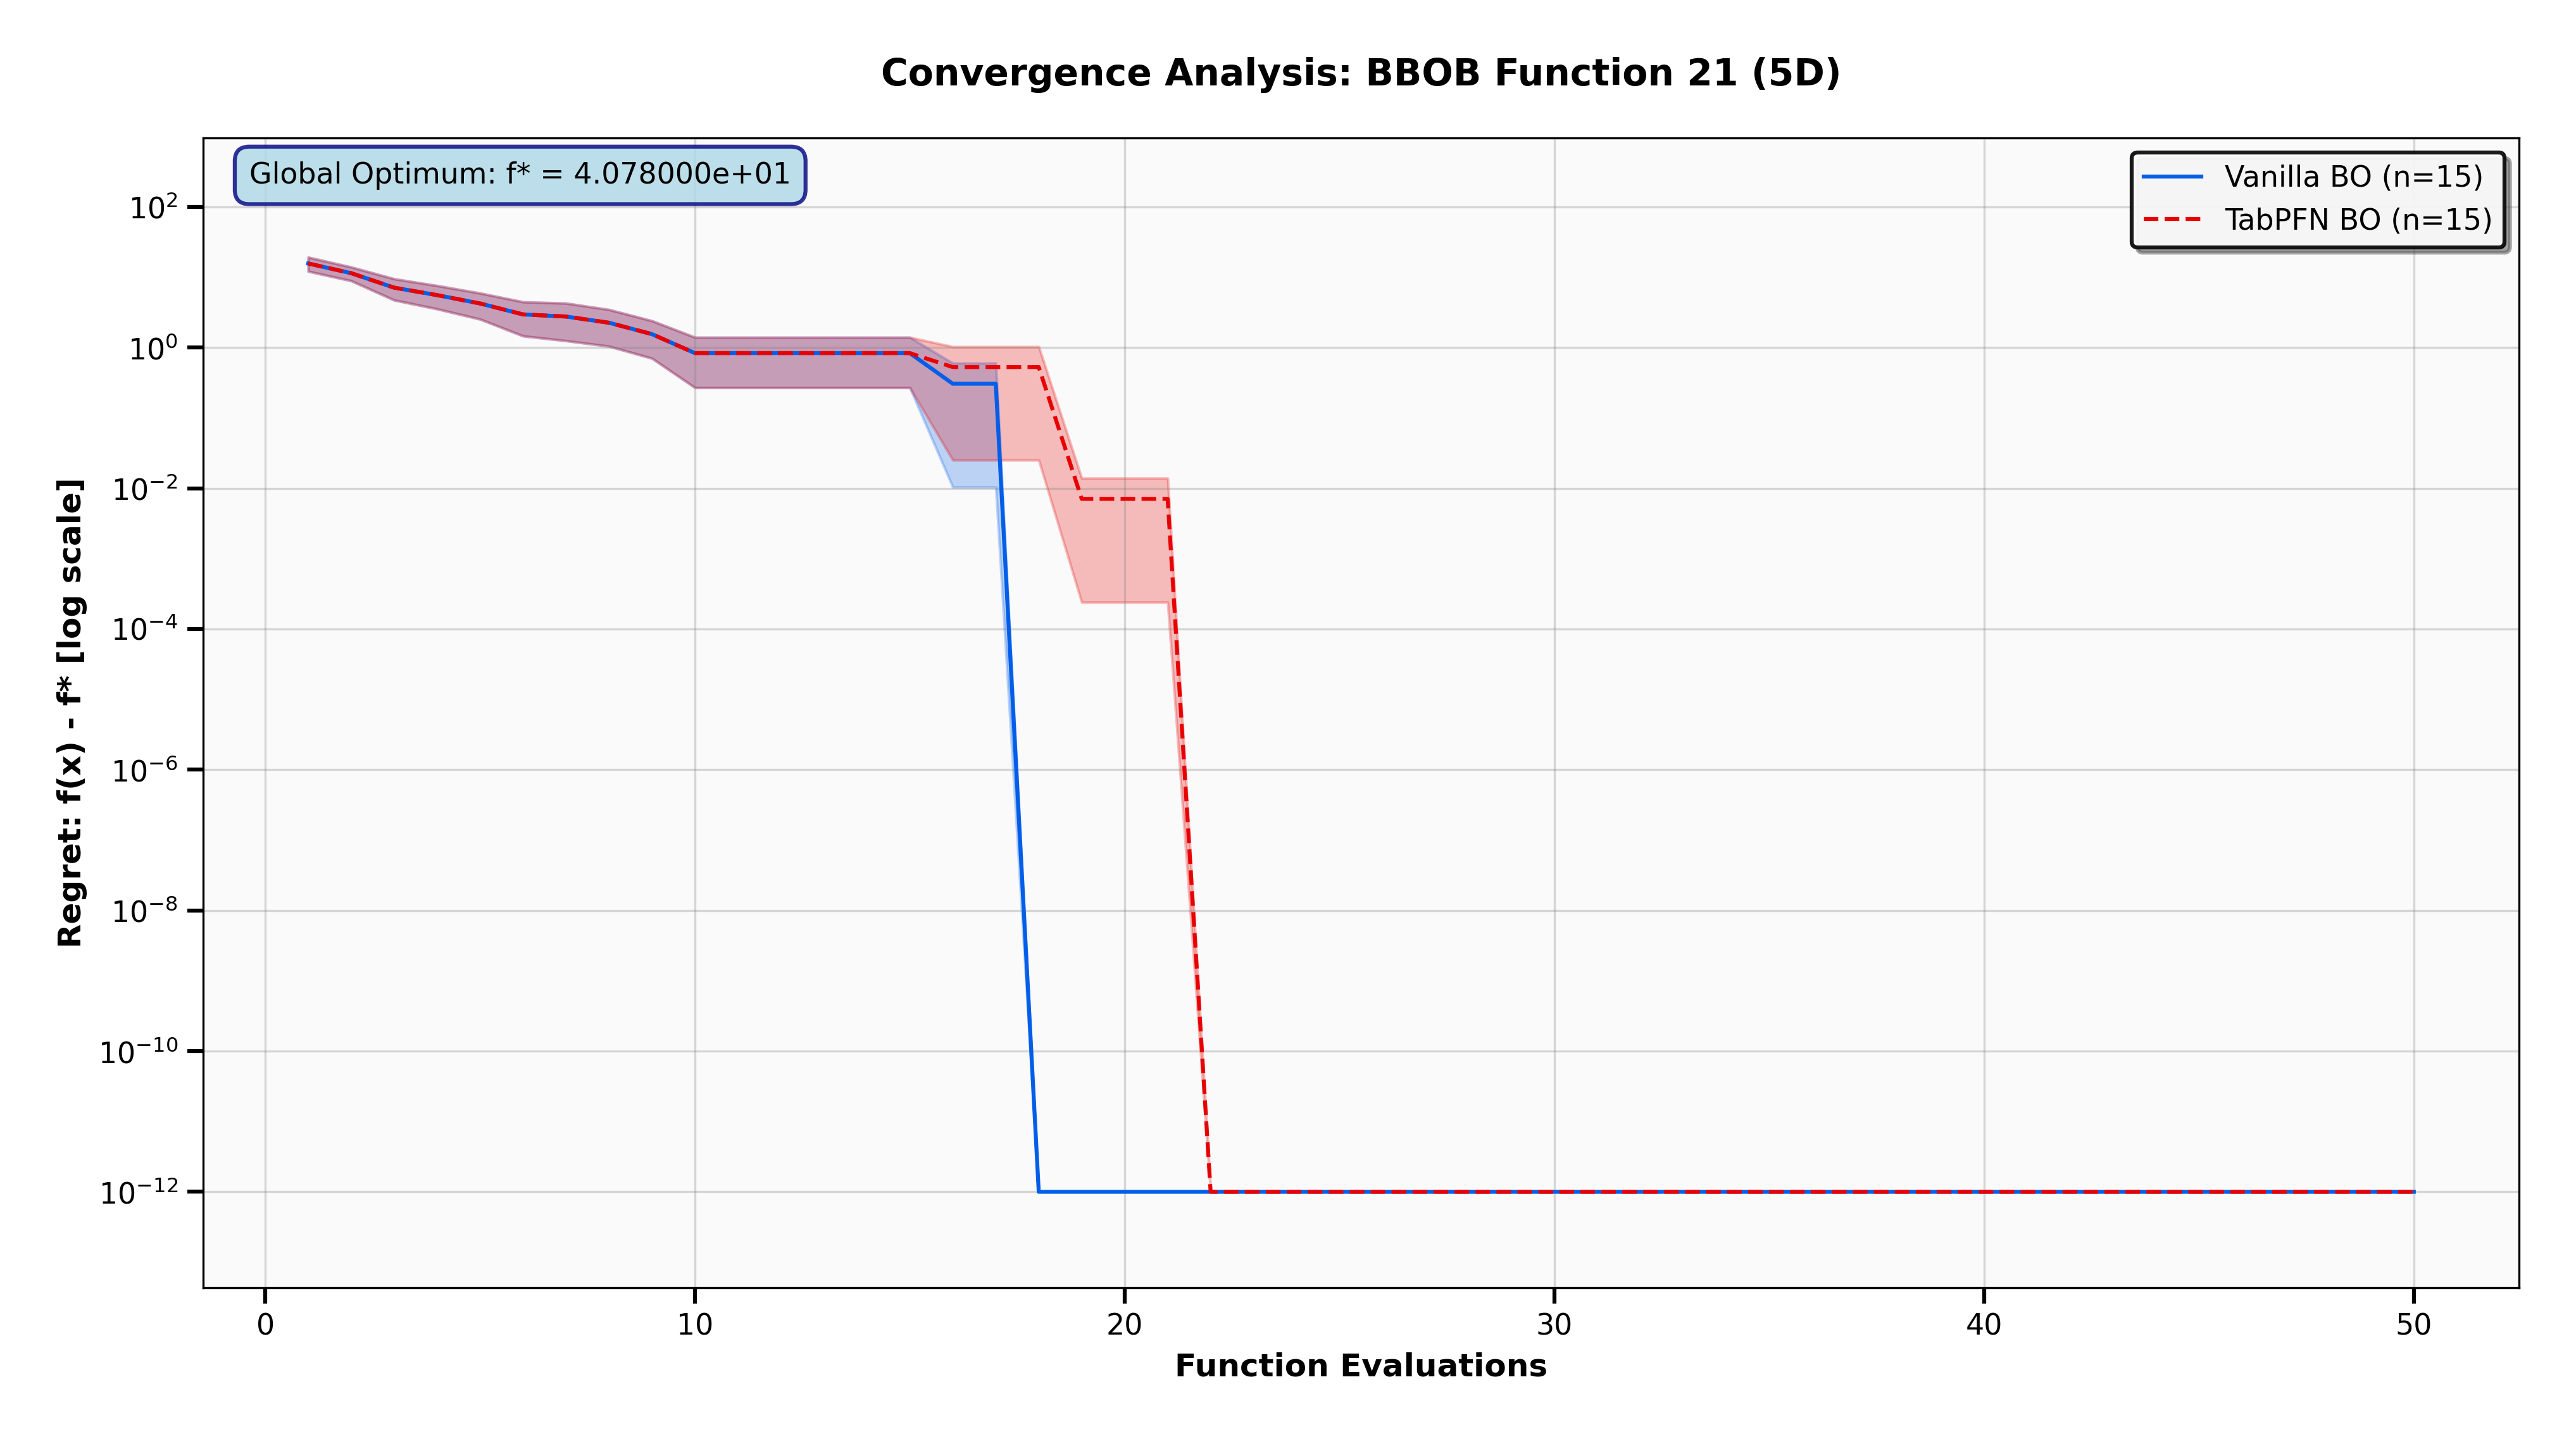 Convergence Analysis: BBOB Function 21 (5D)
Global Optimum: f* = 4.078000e+01
Vanilla BO (n=15)
TabPFN BO (n=15)
Regret: f(x) - f* [log scale]
10²
10⁰
10⁻²
10⁻⁴
10⁻⁶
10⁻⁸
10⁻¹⁰
10⁻¹²
0 10 20 30 40 50
Function Evaluations